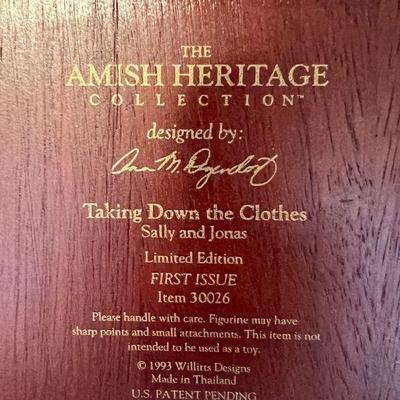 THE
AMISH HERITAGE
COLLECTION™
designed by:
Taking Down the Clothes
Sally and Jonas
Limited Edition
FIRST ISSUE
Item 30026
Please handle with care. Figurine may have
sharp points and small attachments. This item is not
intended to be used as a toy.
© 1993 Willitts Designs
Made in Thailand
U.S. PATENT PENDING